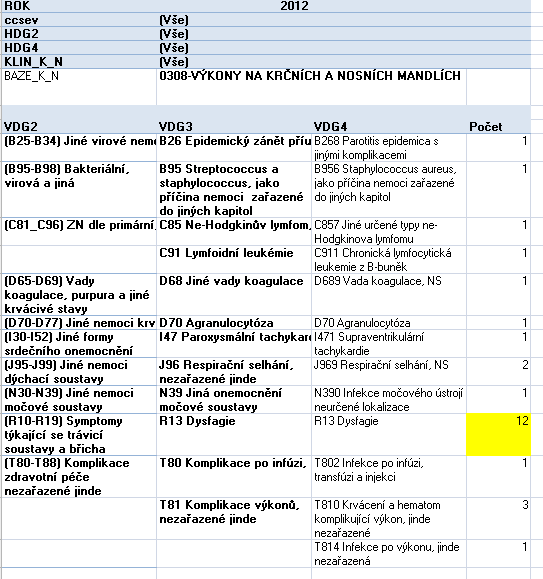 ROK 2012
ccsev (Vše)
HDG2 (Vše)
HDG4 (Vše)
KLIN_K_N (Vše)
BAZE_K_N 0308-VÝKONY NA KRČNÍCH A NOSNÍCH MANDLÍCH
VDG2 VDG3 VDG4 Počet
(B25-B34) Jiné virové nemo B26 Epidemický zánět příu B268 Parotitis epidemica s 1
jinými komplikacemi
(B95-B98) Bakteriální, B95 Streptococcus a B956 Staphylococcus aureus, 1
virová a jiná staphylococcus, jako jako příčina nemoci zařazené
příčina nemocí zařazené do jiných kapitol
do jiných kapitol
(C81_C96) ZN dle primární, C85 Ne-Hodgkinův lymfom, C857 Jiné určené typy ne- 1
Hodgkinova lymfomu
C91 Lymfoidní leukémie C911 Chronická lymfocytická 1
leukemie z B-buněk
(D65-D69) Vady D68 Jiné vady koagulace D689 Vada koagulace, NS 1
koagulace, purpura a jiné
krvácivé stavy
(D70-D77) Jiné nemoci krv D70 Agranulocytóza D70 Agranulocytóza 1
(I30-I52) Jiné formy I47 Paroxysmální tachykard I471 Supraventrikulární 1
srdečního onemocnění tachykardie
(J95-J99) Jiné nemoci J96 Respirační selhání, J969 Respirační selhání, NS 2
dýchací soustavy nezařazené jinde
(N30-N39) Jiné nemoci N39 Jiná onemocnění N390 Infekce močového ústrojí 1
močové soustavy močové soustavy neurčené lokalizace
(R10-R19) Symptomy R13 Dysfagie R13 Dysfagie 12
týkající se trávicí
soustavy a břicha
(T80-T88) Komplikace T80 Komplikace po infúzi, T802 Infekce po infúzi, 1
zdravotní péče transfúzi a injekci
nezařazené jinde
T81 Komplikace výkonů, T810 Krvácení a hematom 3
nezařazené jinde komplikující výkon, jinde
nezařazené
T814 Infekce po výkonu, jinde 1
nezařazená